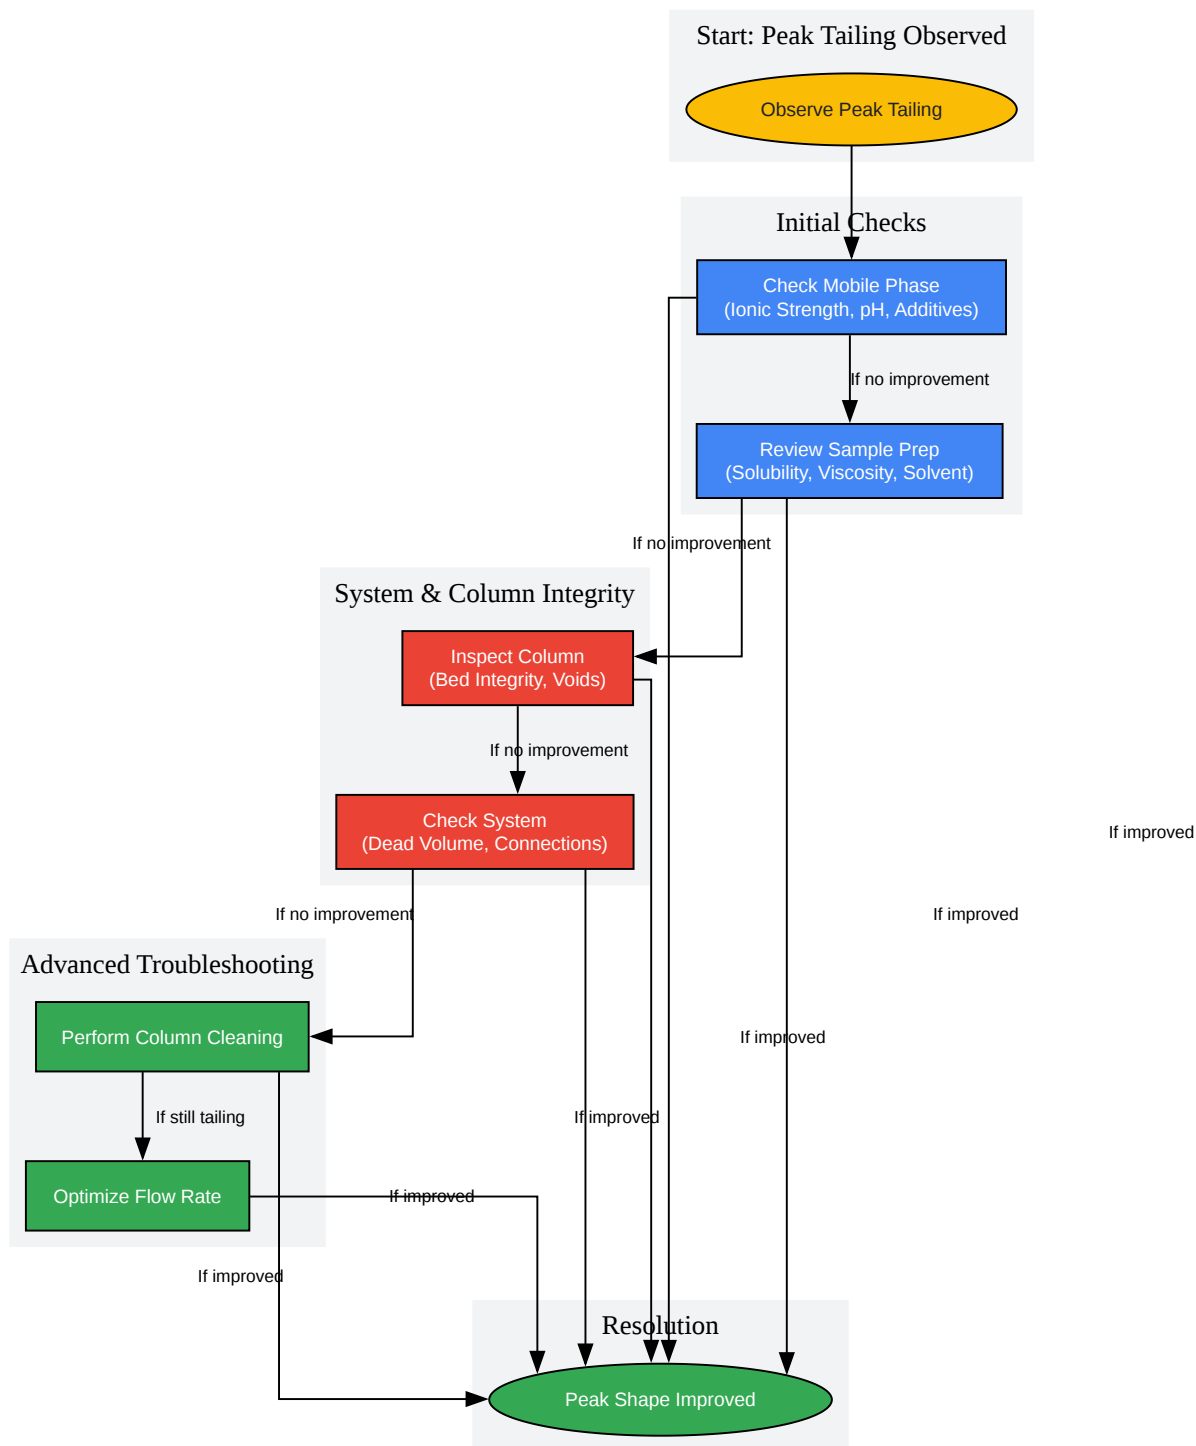 Start: Peak Tailing Observed
Observe Peak Tailing
Initial Checks
Check Mobile Phase
(Ionic Strength, pH, Additives)
If no improvement
Review Sample Prep
(Solubility, Viscosity, Solvent)
If no improvement
System & Column Integrity
Inspect Column
(Bed Integrity, Voids)
If no improvement
Check System
(Dead Volume, Connections)
If improved
If no improvement
If improved
Advanced Troubleshooting
Perform Column Cleaning
If improved
If still tailing
If improved
Optimize Flow Rate
If improved
If improved
Resolution
Peak Shape Improved